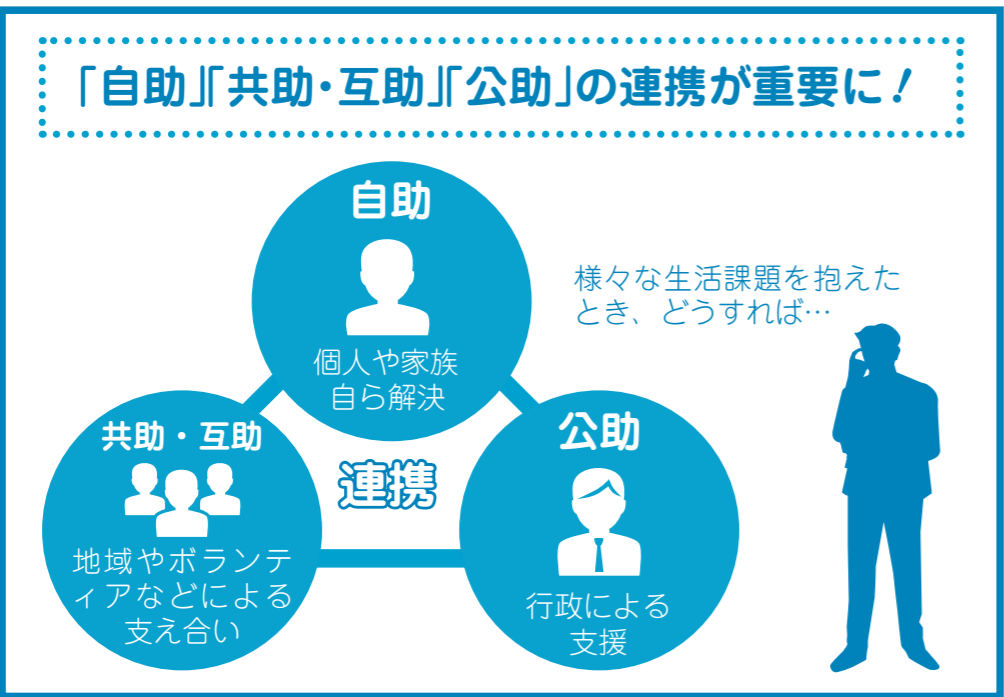 「自助」「共助・互助」「公助」の連携が重要に！
自助
個人や家族
自ら解決
様々な生活課題を抱えた
とき、どうすれば…
共助・互助
地域やボランテ
ィアなどによる
支え合い
連携
公助
行政による
支援